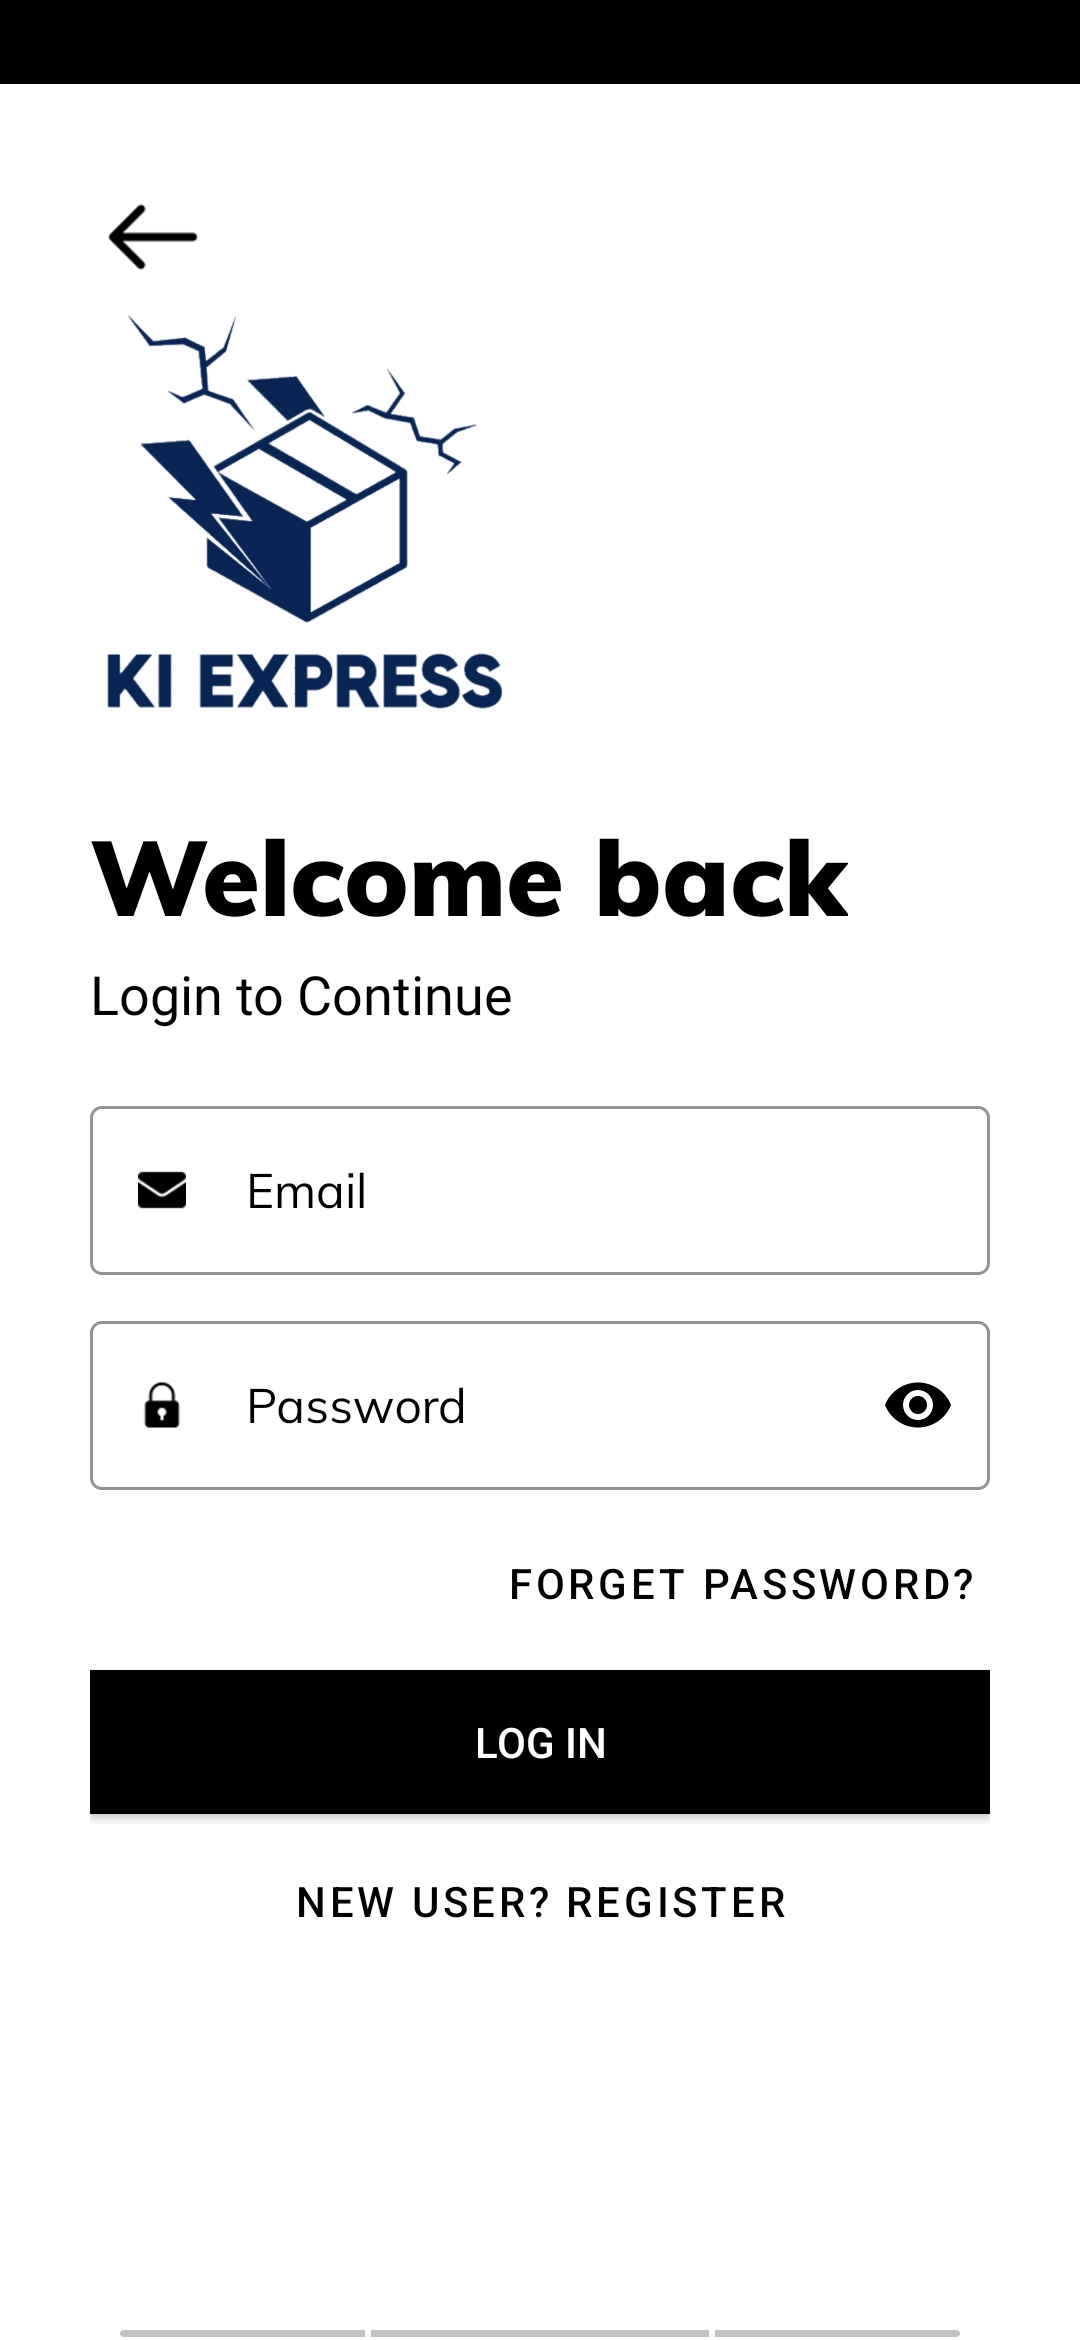 KI EXPRESS
Welcome back
Login to Continue
Email
Password
FORGET PASSWORD?
LOG IN
NEW USER? REGISTER